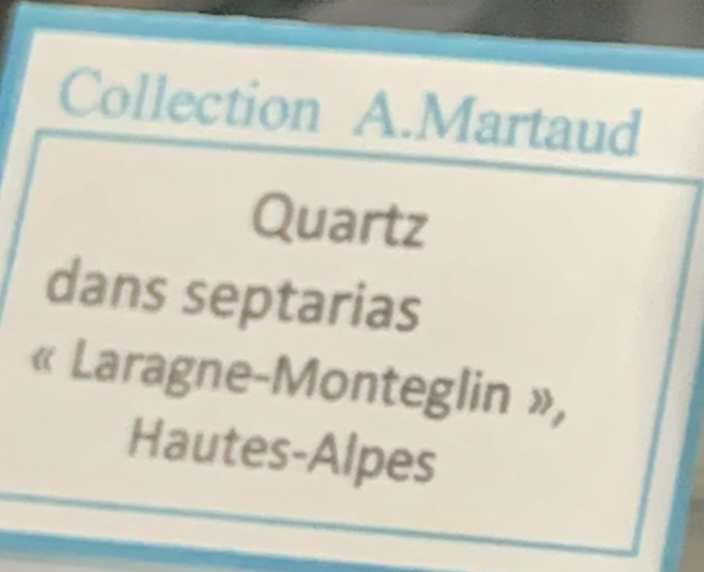 Collection A.Martaud
Quartz
dans septarias
« Laragne-Monteglin »,
Hautes-Alpes